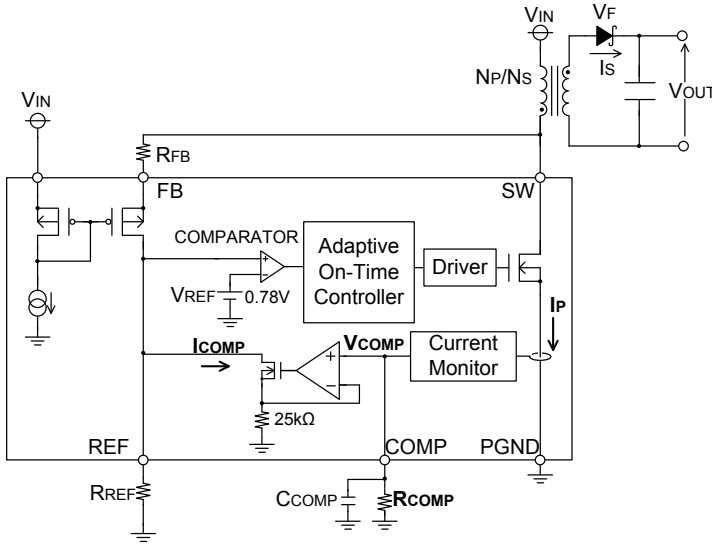 VIN
VF
NP/NS
IS
VOUT
VIN
RFB
FB
SW
COMPARATOR
Adaptive
On-Time
Controller
Driver
+
−
VREF
0.78V
IP
ICOMP
VCOMP
Current
Monitor
+
−
25kΩ
REF
COMP
PGND
RREF
CCOMP
RCOMP